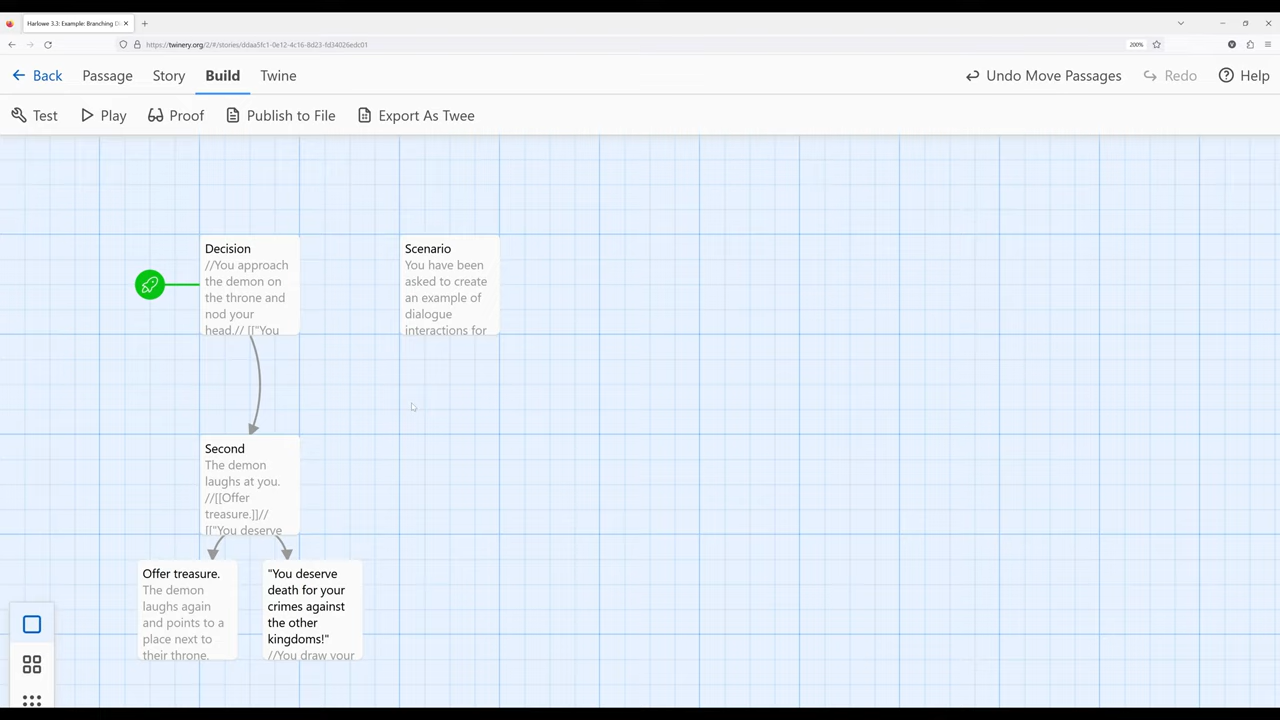 Harlowe 3.3: Example: Branching Di
https://twinery.org/2/#/stories/ddaa5fc1-0e12-4c16-8d23-fd34026edc01
200%
Back Passage Story Build Twine Undo Move Passages Redo Help
Test Play Proof Publish to File Export As Twee
Decision
//You approach
the demon on
the throne and
nod your
head.// [["You
Scenario
You have been
asked to create
an example of
dialogue
interactions for
Second
The demon
laughs at you.
//[[Offer
treasure.]]//
[["You deserve
Offer treasure.
The demon
laughs again
and points to a
place next to
their throne.
"You deserve
death for your
crimes against
the other
kingdoms!"
//You draw your